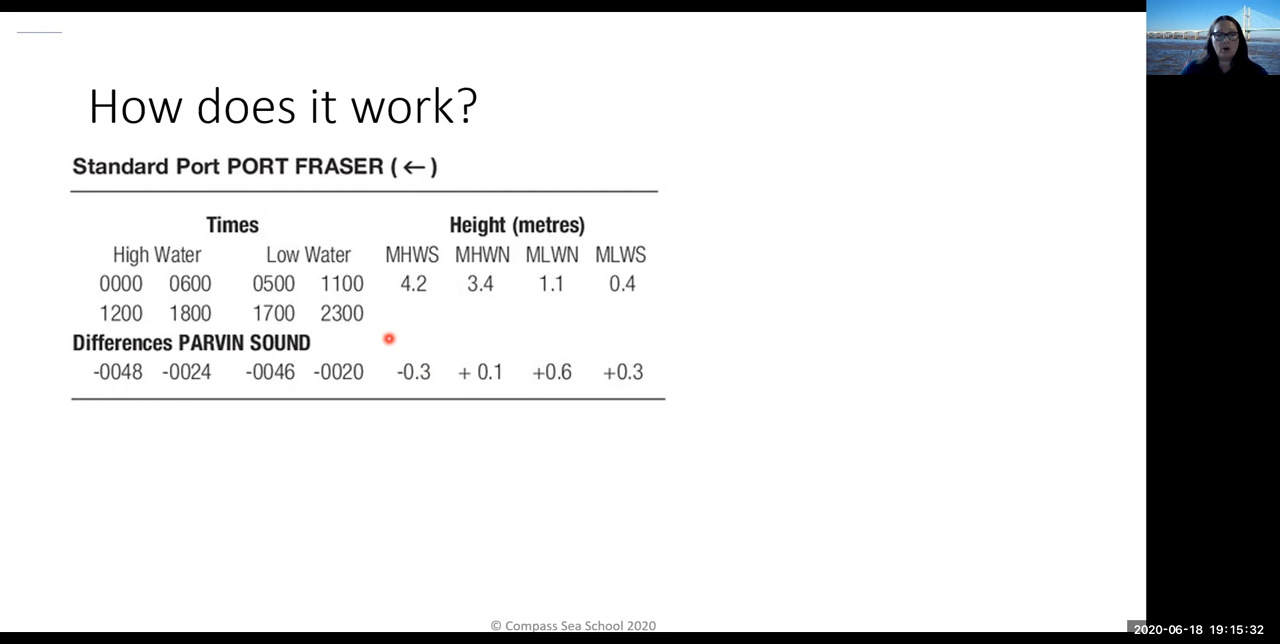 How does it work?
Standard Port PORT FRASER (←)
Times Height (metres)
High Water Low Water MHWS MHWN MLWN MLWS
0000 0600 0500 1100 4.2 3.4 1.1 0.4
1200 1800 1700 2300
Differences PARVIN SOUND
-0048 -0024 -0046 -0020 -0.3 + 0.1 +0.6 +0.3
© Compass Sea School 2020
2020-06-18 19:15:32